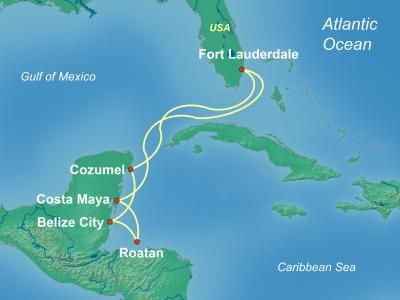 Atlantic
Ocean
USA
Fort Lauderdale
Gulf of Mexico
Cozumel
Costa Maya
Belize City
Roatan
Caribbean Sea